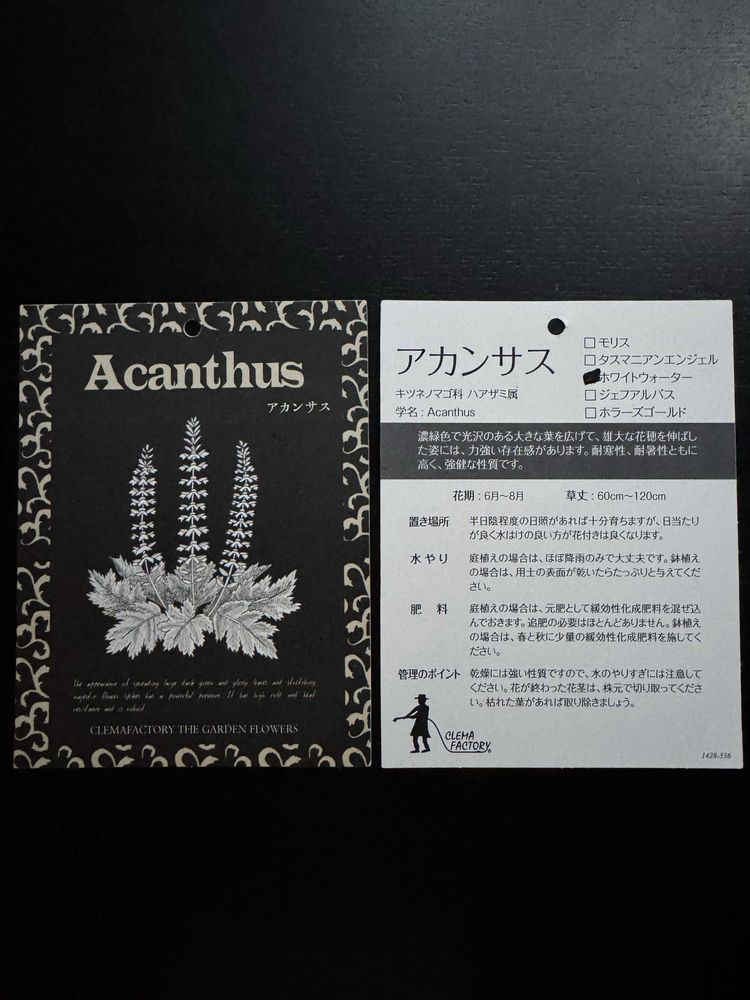 Acanthus
アカンサス
The appearance of spreading large dark green and glossy leaves and stretching
majestic flower spikes has a powerful presence. It has high cold and heat
resistance and is robust.
CLEMAFACTORY THE GARDEN FLOWERS
アカンサス
キツネノマゴ科 ハアザミ属
学名 : Acanthus
□モリス
□タスマニアンエンジェル
ホワイトウォーター
□ジェフアルバス
□ホラーズゴールド
濃緑色で光沢のある大きな葉を広げて、雄大な花穂を伸ばし
た姿には、力強い存在感があります。耐寒性、耐暑性ともに
高く、強健な性質です。
花期 : 6月〜8月 草丈 : 60cm〜120cm
置き場所 半日陰程度の日照があれば十分育ちますが、日当たり
が良く水はけの良い方が花付きは良くなります。
水やり 庭植えの場合は、ほぼ降雨のみで大丈夫です。鉢植え
の場合は、用土の表面が乾いたらたっぷりと与えてくだ
さい。
肥料 庭植えの場合は、元肥として緩効性化成肥料を混ぜ込
んでおきます。追肥の必要はほとんどありません。鉢植え
の場合は、春と秋に少量の緩効性化成肥料を施してく
ださい。
管理のポイント 乾燥には強い性質ですので、水のやりすぎには注意して
ください。花が終わった花茎は、株元で切り取ってくださ
い。枯れた葉があれば取り除きましょう。
CLEMA
FACTORY®
1428-336